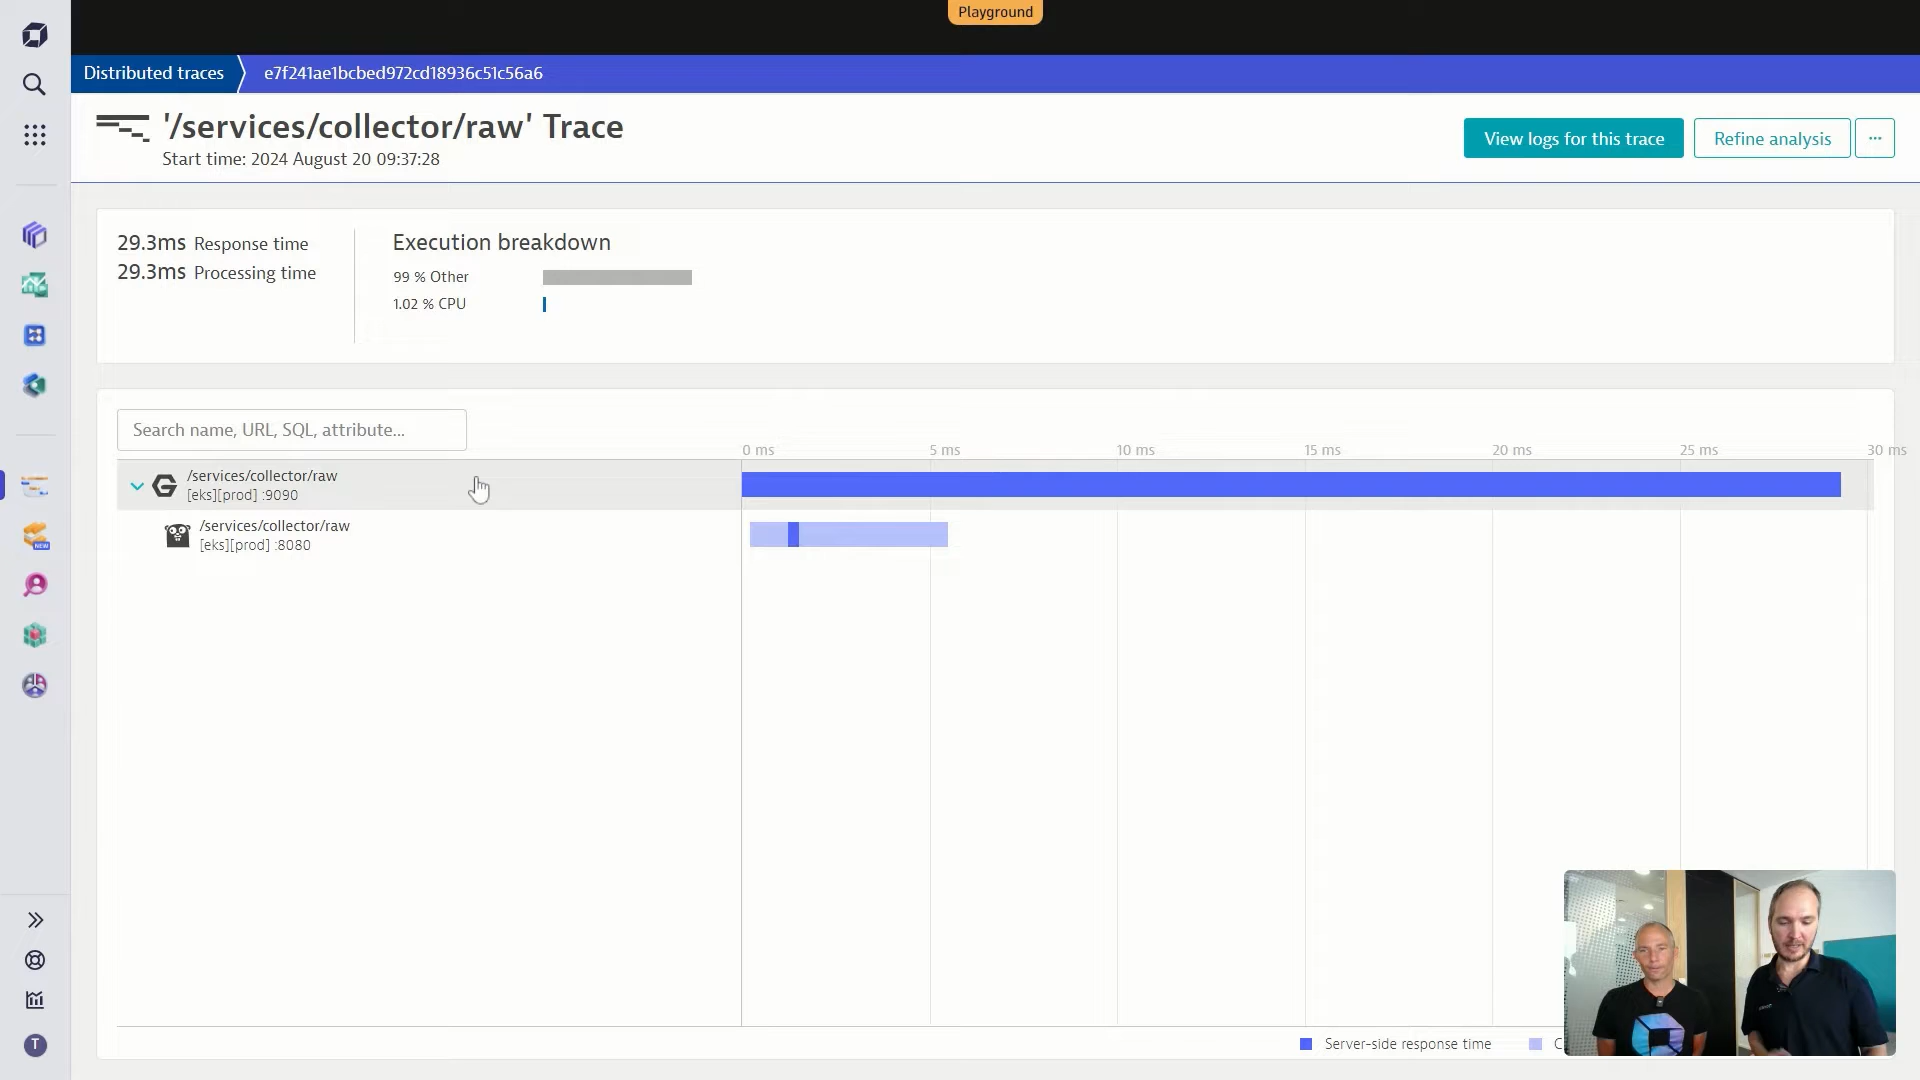 Playground
Distributed traces
e7f241ae1bcbed972cd18936c51c56a6
'/services/collector/raw' Trace
Start time: 2024 August 20 09:37:28
View logs for this trace
Refine analysis
...
29.3ms Response time
29.3ms Processing time
Execution breakdown
99 % Other
1.02 % CPU
Search name, URL, SQL, attribute...
0 ms 5 ms 10 ms 15 ms 20 ms 25 ms 30 ms
/services/collector/raw
[eks][prod] :9090
/services/collector/raw
[eks][prod] :8080
NEW
Server-side response time
C
T